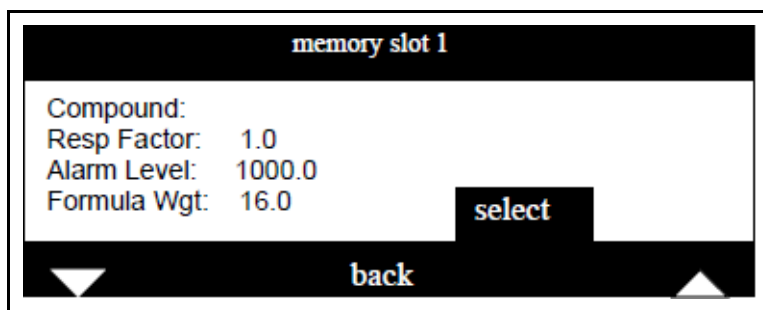 memory slot 1
Compound:
Resp Factor: 1.0
Alarm Level: 1000.0
Formula Wgt: 16.0
select
back